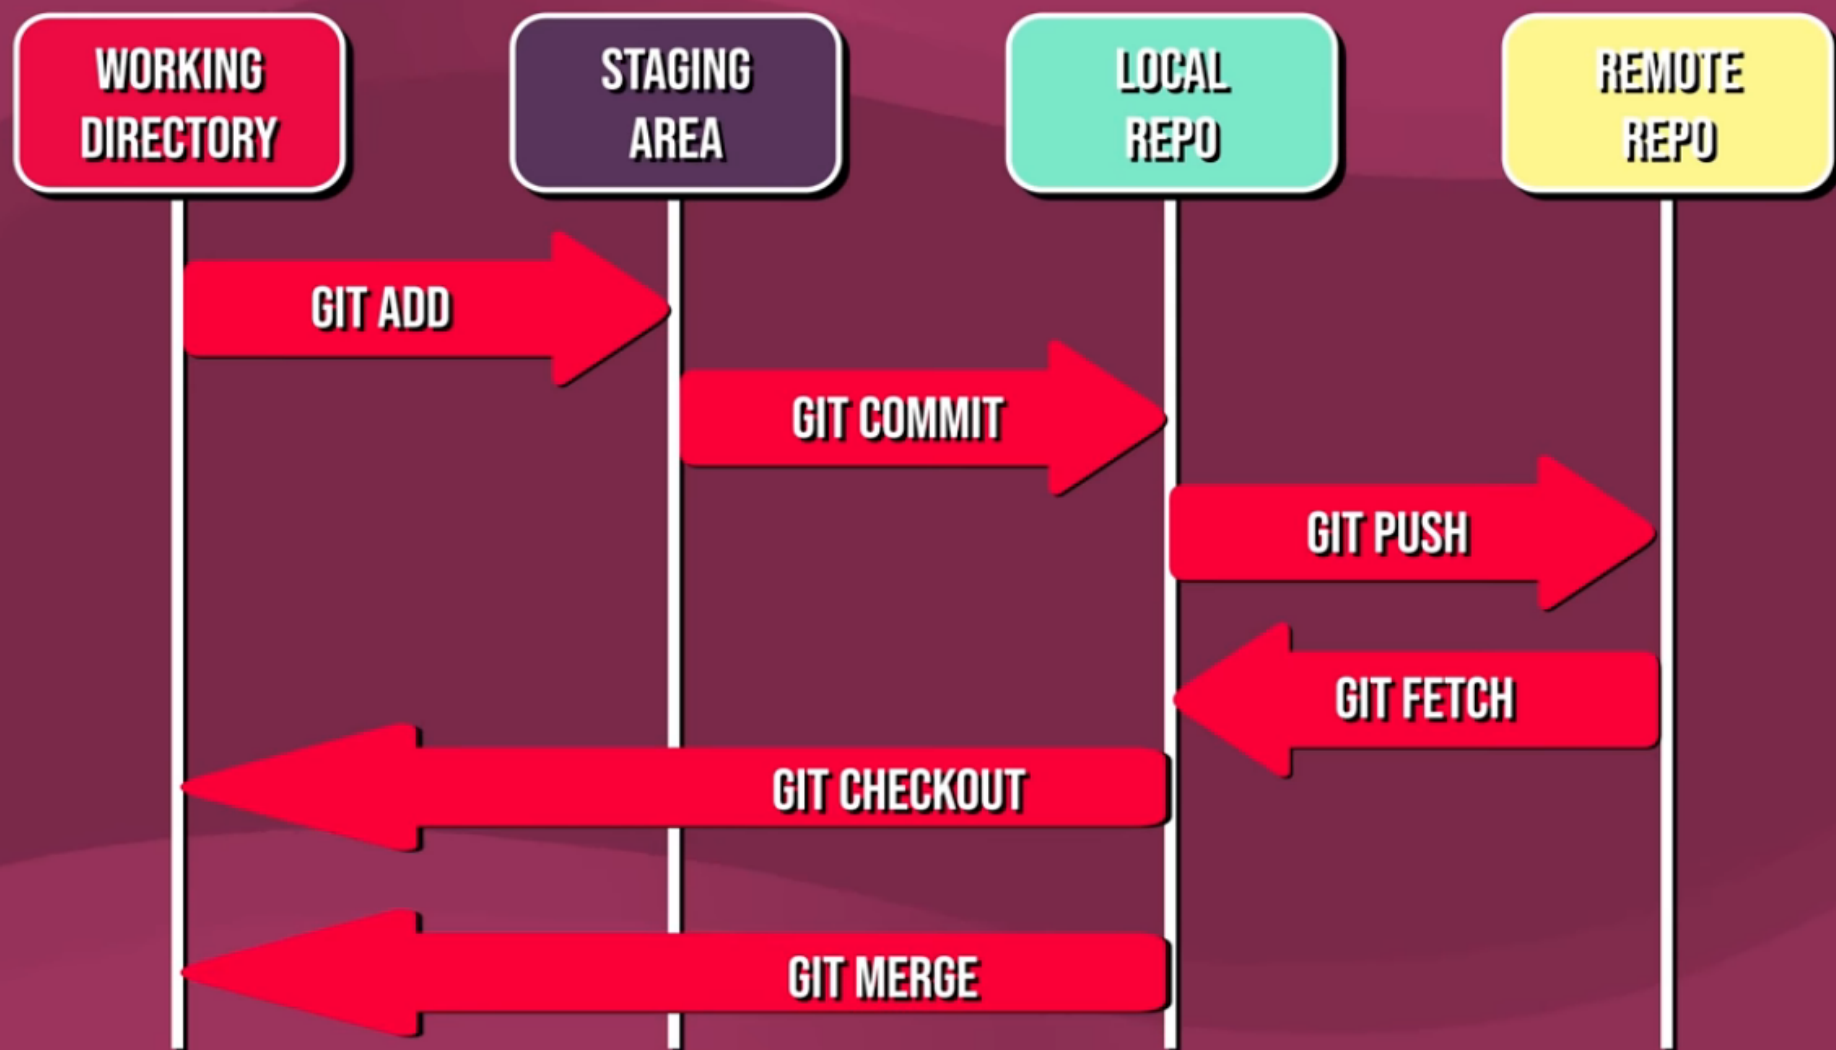 WORKING
DIRECTORY
STAGING
AREA
LOCAL
REPO
REMOTE
REPO
GIT ADD
GIT COMMIT
GIT PUSH
GIT FETCH
GIT CHECKOUT
GIT MERGE